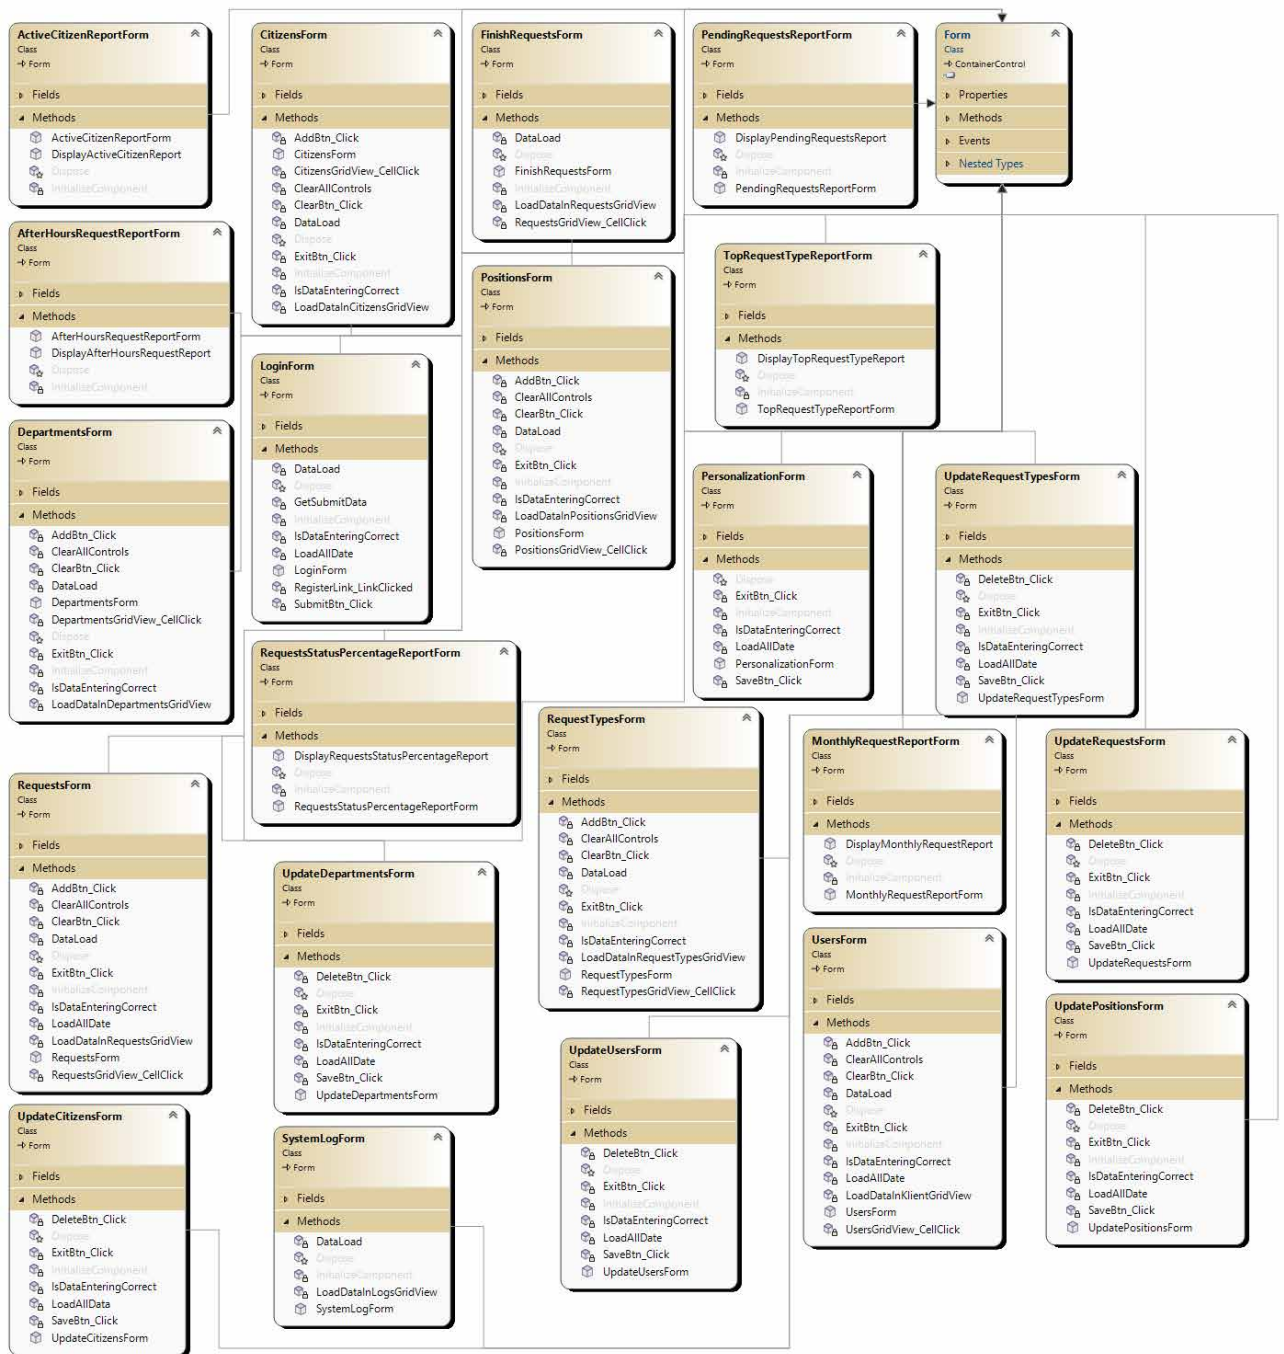 ActiveCitizenReportForm
Class
Form
Fields
Methods
ActiveCitizenReportForm
DisplayActiveCitizenReport
Dispose
InitializeComponent
CitizensForm
Class
Form
Fields
Methods
AddBtn_Click
CitizensForm
CitizensGridView_CellClick
ClearAllControls
ClearBtn_Click
DataLoad
Dispose
ExitBtn_Click
InitializeComponent
IsDataEnteringCorrect
LoadDataInCitizensGridView
FinishRequestsForm
Class
Form
Fields
Methods
DataLoad
Dispose
FinishRequestsForm
InitializeComponent
LoadDataInRequestsGridView
RequestsGridView_CellClick
PendingRequestsReportForm
Class
Form
Fields
Methods
DisplayPendingRequestsReport
Dispose
InitializeComponent
PendingRequestsReportForm
Form
Class
ContainerControl
Properties
Methods
Events
Nested Types
AfterHoursRequestReportForm
Class
Form
Fields
Methods
AfterHoursRequestReportForm
DisplayAfterHoursRequestReport
Dispose
InitializeComponent
PositionsForm
Class
Form
Fields
Methods
AddBtn_Click
ClearAllControls
ClearBtn_Click
DataLoad
Dispose
ExitBtn_Click
InitializeComponent
IsDataEnteringCorrect
LoadDataInPositionsGridView
PositionsForm
PositionsGridView_CellClick
TopRequestTypeReportForm
Class
Form
Fields
Methods
DisplayTopRequestTypeReport
Dispose
InitializeComponent
TopRequestTypeReportForm
LoginForm
Class
Form
Fields
Methods
DataLoad
Dispose
GetSubmitData
InitializeComponent
IsDataEnteringCorrect
LoadAllDate
LoginForm
RegisterLink_LinkClicked
SubmitBtn_Click
DepartmentsForm
Class
Form
Fields
Methods
AddBtn_Click
ClearAllControls
ClearBtn_Click
DataLoad
DepartmentsForm
DepartmentsGridView_CellClick
Dispose
ExitBtn_Click
InitializeComponent
IsDataEnteringCorrect
LoadDataInDepartmentsGridView
PersonalizationForm
Class
Form
Fields
Methods
Dispose
ExitBtn_Click
InitializeComponent
IsDataEnteringCorrect
LoadAllDate
PersonalizationForm
SaveBtn_Click
UpdateRequestTypesForm
Class
Form
Fields
Methods
DeleteBtn_Click
Dispose
ExitBtn_Click
InitializeComponent
IsDataEnteringCorrect
LoadAllDate
SaveBtn_Click
UpdateRequestTypesForm
RequestsStatusPercentageReportForm
Class
Form
Fields
Methods
DisplayRequestsStatusPercentageReport
Dispose
InitializeComponent
RequestsStatusPercentageReportForm
RequestTypesForm
Class
Form
Fields
Methods
AddBtn_Click
ClearAllControls
ClearBtn_Click
DataLoad
Dispose
ExitBtn_Click
InitializeComponent
IsDataEnteringCorrect
LoadDataInRequestTypesGridView
RequestTypesForm
RequestTypesGridView_CellClick
MonthlyRequestReportForm
Class
Form
Fields
Methods
DisplayMonthlyRequestReport
Dispose
InitializeComponent
MonthlyRequestReportForm
UpdateRequestsForm
Class
Form
Fields
Methods
DeleteBtn_Click
Dispose
ExitBtn_Click
InitializeComponent
IsDataEnteringCorrect
LoadAllDate
SaveBtn_Click
UpdateRequestsForm
RequestsForm
Class
Form
Fields
Methods
AddBtn_Click
ClearAllControls
ClearBtn_Click
DataLoad
Dispose
ExitBtn_Click
InitializeComponent
IsDataEnteringCorrect
LoadAllDate
LoadDataInRequestsGridView
RequestsForm
RequestsGridView_CellClick
UpdateDepartmentsForm
Class
Form
Fields
Methods
DeleteBtn_Click
Dispose
ExitBtn_Click
InitializeComponent
IsDataEnteringCorrect
LoadAllDate
SaveBtn_Click
UpdateDepartmentsForm
UsersForm
Class
Form
Fields
Methods
AddBtn_Click
ClearAllControls
ClearBtn_Click
DataLoad
Dispose
ExitBtn_Click
InitializeComponent
IsDataEnteringCorrect
LoadAllDate
LoadDataInKlientGridView
UsersForm
UsersGridView_CellClick
UpdatePositionsForm
Class
Form
Fields
Methods
DeleteBtn_Click
Dispose
ExitBtn_Click
InitializeComponent
IsDataEnteringCorrect
LoadAllDate
SaveBtn_Click
UpdatePositionsForm
UpdateUsersForm
Class
Form
Fields
Methods
DeleteBtn_Click
Dispose
ExitBtn_Click
InitializeComponent
IsDataEnteringCorrect
LoadAllDate
SaveBtn_Click
UpdateUsersForm
UpdateCitizensForm
Class
Form
Fields
Methods
DeleteBtn_Click
Dispose
ExitBtn_Click
InitializeComponent
IsDataEnteringCorrect
LoadAllData
SaveBtn_Click
UpdateCitizensForm
SystemLogForm
Class
Form
Fields
Methods
DataLoad
Dispose
InitializeComponent
LoadDataInLogsGridView
SystemLogForm